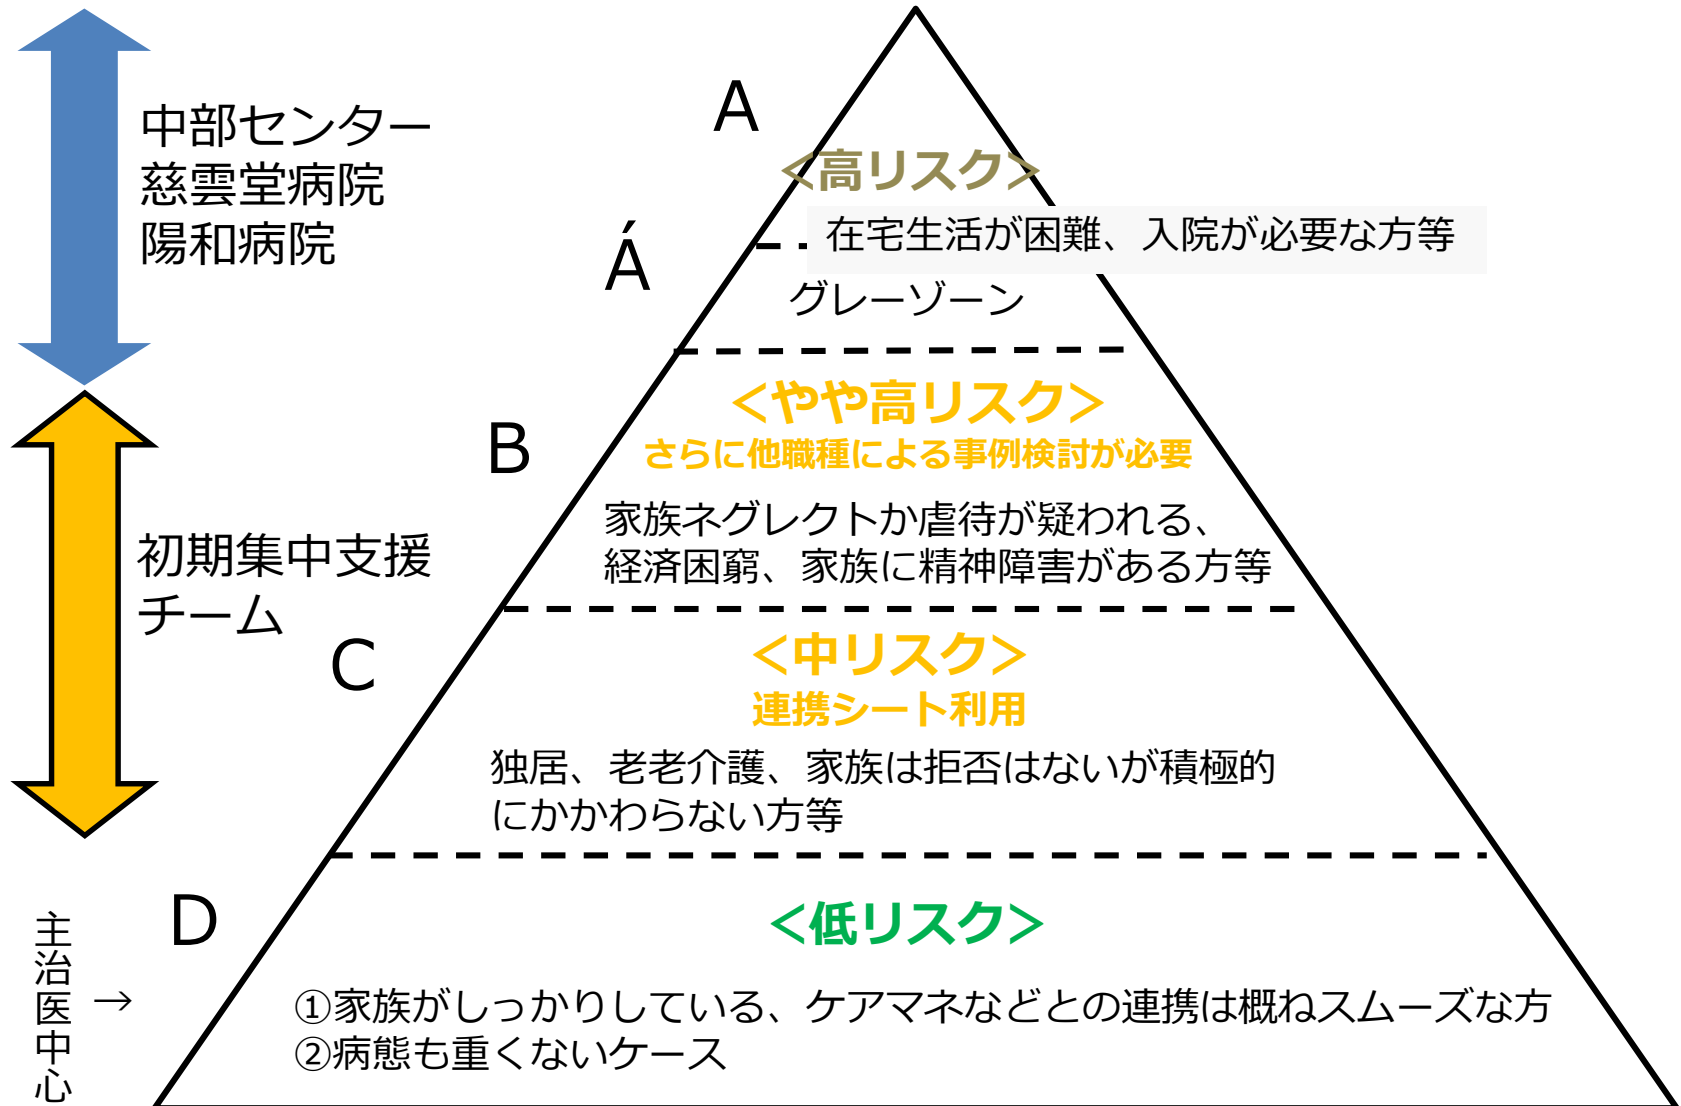 中部センター
慈雲堂病院
陽和病院
初期集中支援
チーム
主治医中心
→
A
<高リスク>
在宅生活が困難、入院が必要な方等
Á
グレーゾーン
B
<やや高リスク>
さらに他職種による事例検討が必要
家族ネグレクトか虐待が疑われる、
経済困窮、家族に精神障害がある方等
C
<中リスク>
連携シート利用
独居、老老介護、家族は拒否はないが積極的
にかかわらない方等
D
<低リスク>
①家族がしっかりしている、ケアマネなどとの連携は概ねスムーズな方
②病態も重くないケース